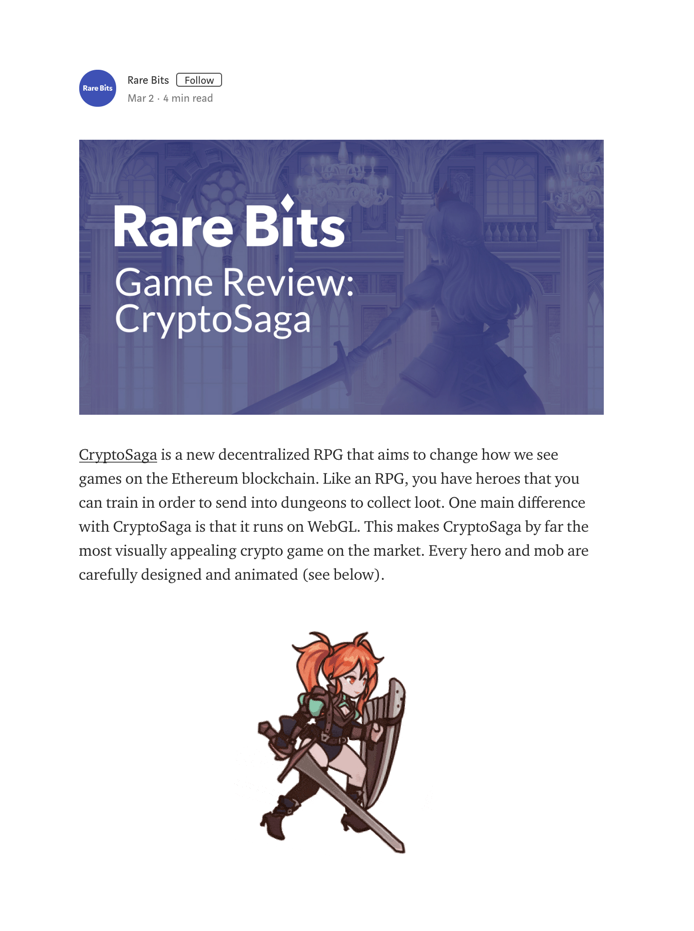 Rare Bits
Rare Bits Follow
Mar 2 · 4 min read
Rare Bits
Game Review:
CryptoSaga
CryptoSaga is a new decentralized RPG that aims to change how we see
games on the Ethereum blockchain. Like an RPG, you have heroes that you
can train in order to send into dungeons to collect loot. One main difference
with CryptoSaga is that it runs on WebGL. This makes CryptoSaga by far the
most visually appealing crypto game on the market. Every hero and mob are
carefully designed and animated (see below).